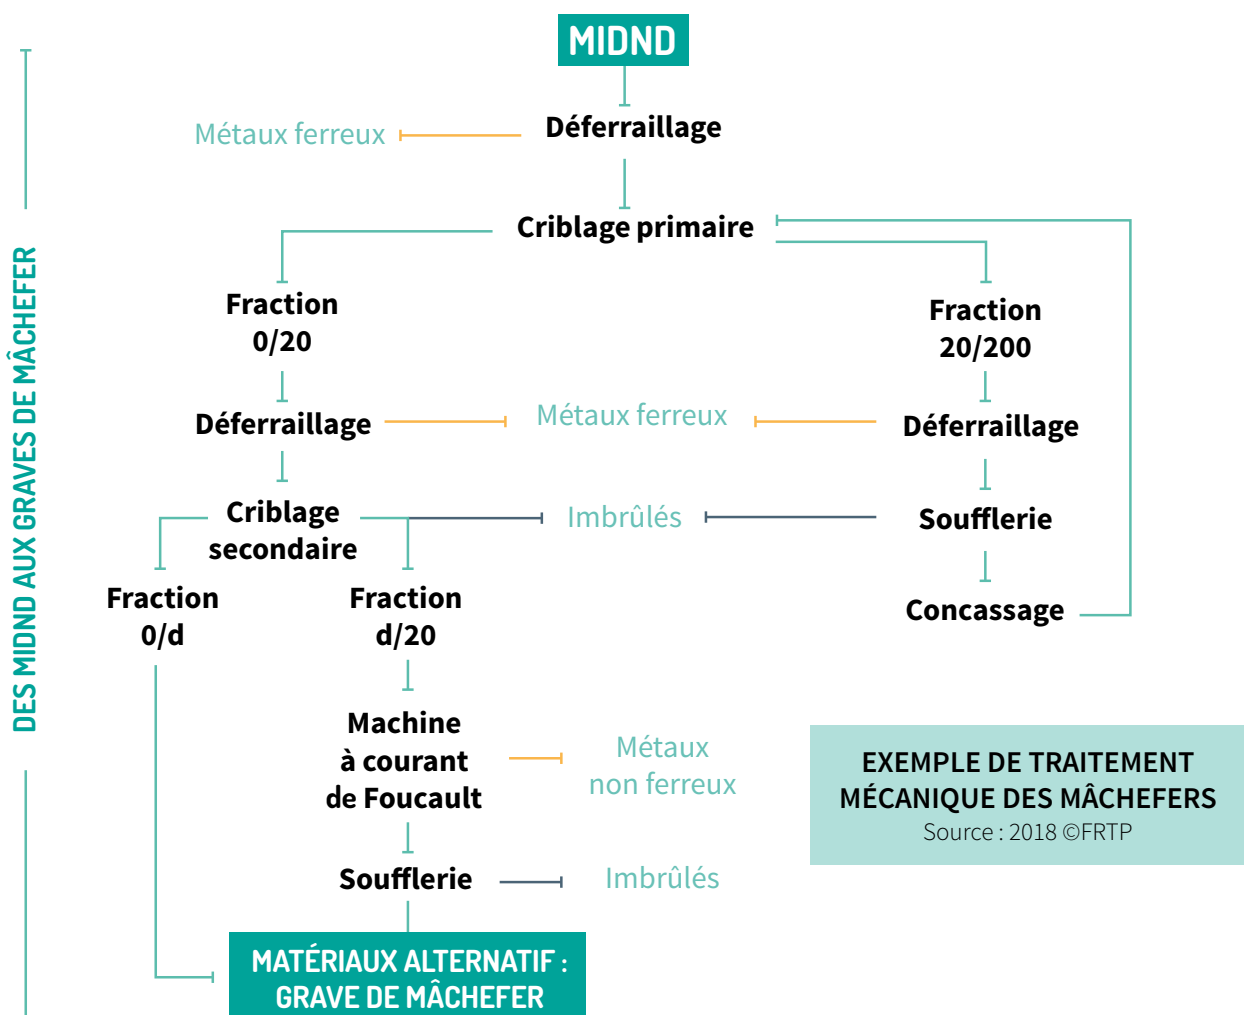 MIDND
Métaux ferreux
Déferraillage
Criblage primaire
Fraction
0/20
Fraction
20/200
Déferraillage
Métaux ferreux
Déferraillage
Criblage
secondaire
Imbrûlés
Soufflerie
Fraction
0/d
Fraction
d/20
Concassage
Machine
à courant
de Foucault
Métaux
non ferreux
Soufflerie
Imbrûlés
MATÉRIAUX ALTERNATIF :
GRAVE DE MÂCHEFER
DES MIDND AUX GRAVES DE MÂCHEFER
EXEMPLE DE TRAITEMENT
MÉCANIQUE DES MÂCHEFERS
Source : 2018 ©FRTP